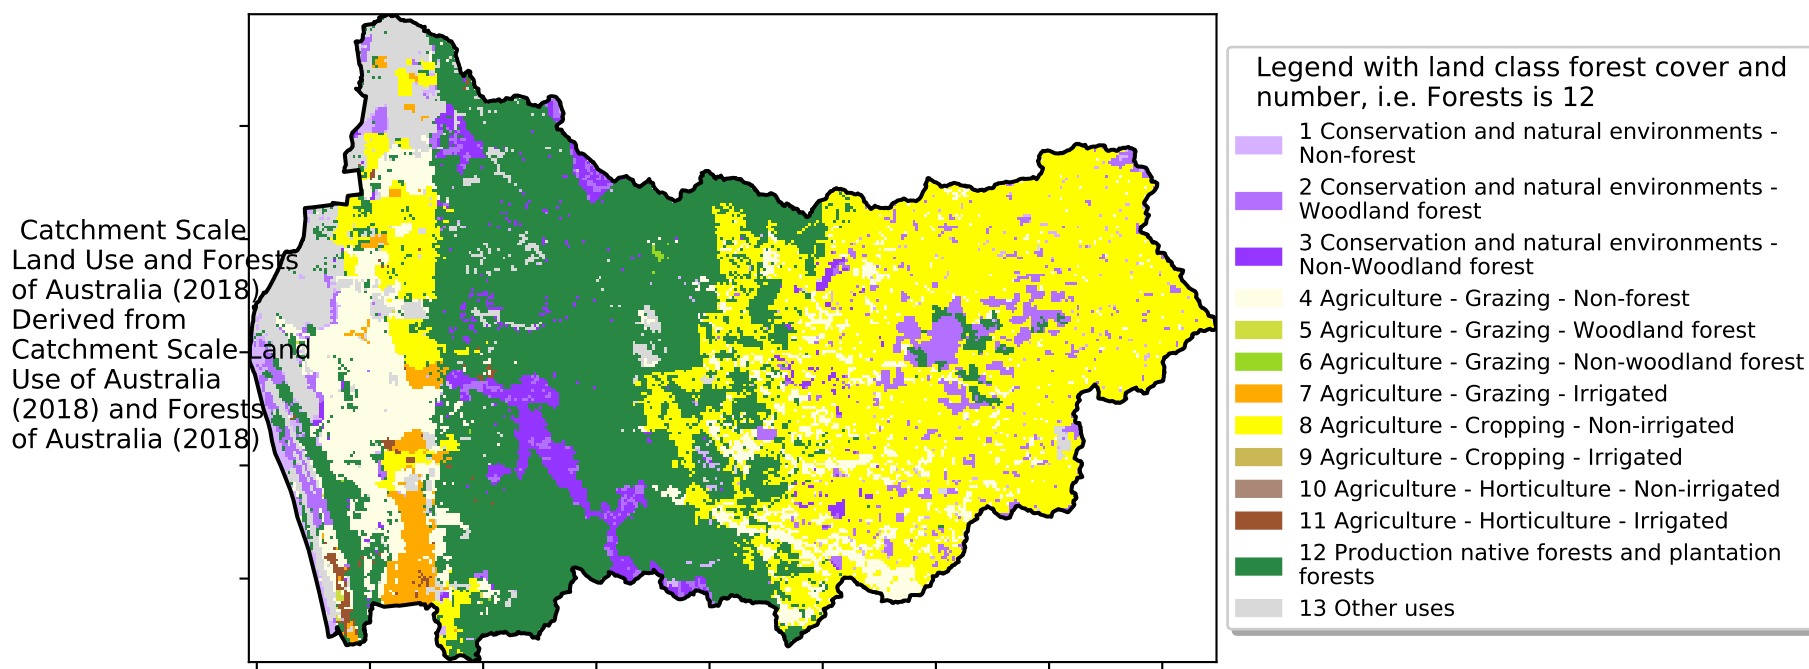 Catchment Scale
Land Use and Forests
of Australia (2018)
Derived from
Catchment Scale Land
Use of Australia
(2018) and Forests
of Australia (2018)
Legend with land class forest cover and
number, i.e. Forests is 12
1 Conservation and natural environments -
Non-forest
2 Conservation and natural environments -
Woodland forest
3 Conservation and natural environments -
Non-Woodland forest
4 Agriculture - Grazing - Non-forest
5 Agriculture - Grazing - Woodland forest
6 Agriculture - Grazing - Non-woodland forest
7 Agriculture - Grazing - Irrigated
8 Agriculture - Cropping - Non-irrigated
9 Agriculture - Cropping - Irrigated
10 Agriculture - Horticulture - Non-irrigated
11 Agriculture - Horticulture - Irrigated
12 Production native forests and plantation
forests
13 Other uses